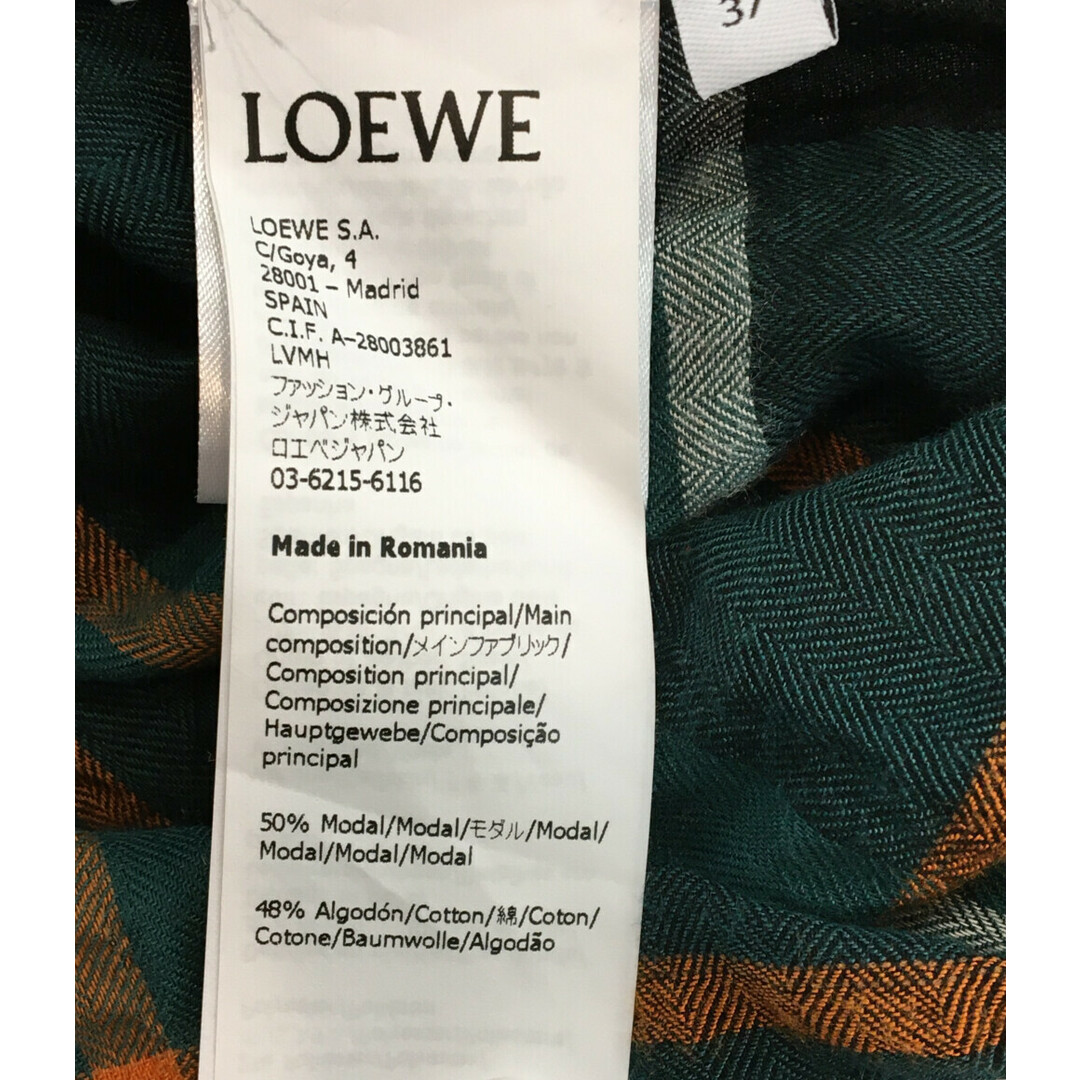 37
LOEWE
LOEWE S.A.
C/Goya, 4
28001 – Madrid
SPAIN
C.I.F. A-28003861
LVMH
ファッション・グループ・
ジャパン株式会社
ロエベジャパン
03-6215-6116
Made in Romania
Composición principal/Main
composition/メインファブリック/
Composition principal/
Composizione principale/
Hauptgewebe/Composição
principal
50% Modal/Modal/モダル/Modal/
Modal/Modal/Modal
48% Algodón/Cotton/綿/Coton/
Cotone/Baumwolle/Algodão